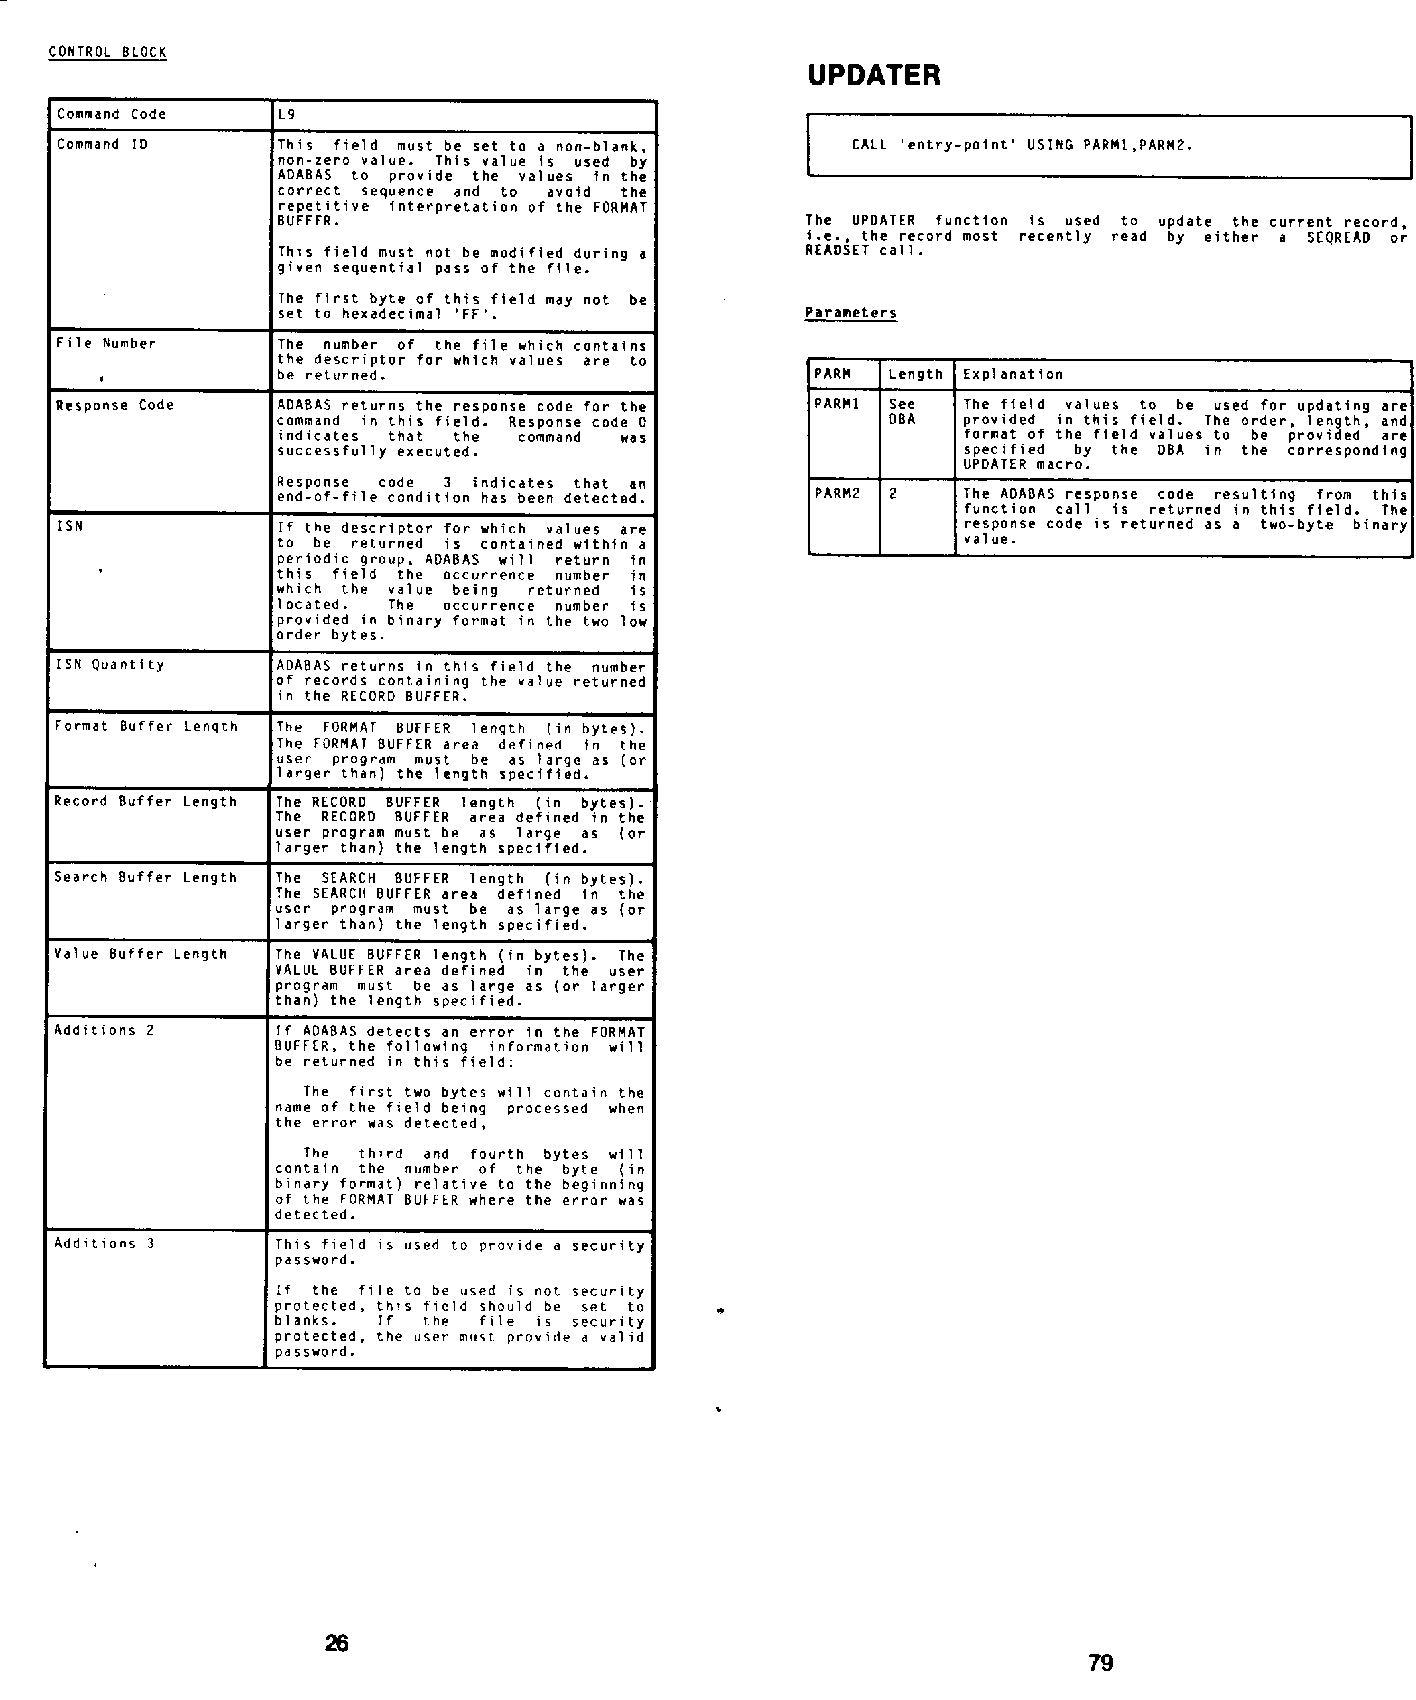 CONTROL BLOCK
Command Code L9
Command ID This field must be set to a non-blank,
non-zero value. This value is used by
ADABAS to provide the values in the
correct sequence and to avoid the
repetitive interpretation of the FORMAT
BUFFER.
This field must not be modified during a
given sequential pass of the file.
The first byte of this field may not be
set to hexadecimal 'FF'.
File Number The number of the file which contains
the descriptor for which values are to
be returned.
Response Code ADABAS returns the response code for the
command in this field. Response code 0
indicates that the command was
successfully executed.
Response code 3 indicates that an
end-of-file condition has been detected.
ISN If the descriptor for which values are
to be returned is contained within a
periodic group, ADABAS will return in
this field the occurrence number in
which the value being returned is
located. The occurrence number is
provided in binary format in the two low
order bytes.
ISN Quantity ADABAS returns in this field the number
of records containing the value returned
in the RECORD BUFFER.
Format Buffer Length The FORMAT BUFFER length (in bytes).
The FORMAT BUFFER area defined in the
user program must be as large as (or
larger than) the length specified.
Record Buffer Length The RECORD BUFFER length (in bytes).
The RECORD BUFFER area defined in the
user program must be as large as (or
larger than) the length specified.
Search Buffer Length The SEARCH BUFFER length (in bytes).
The SEARCH BUFFER area defined in the
user program must be as large as (or
larger than) the length specified.
Value Buffer Length The VALUE BUFFER length (in bytes). The
VALUE BUFFER area defined in the user
program must be as large as (or larger
than) the length specified.
Additions 2 If ADABAS detects an error in the FORMAT
BUFFER, the following information will
be returned in this field:
The first two bytes will contain the
name of the field being processed when
the error was detected,
The third and fourth bytes will
contain the number of the byte (in
binary format) relative to the beginning
of the FORMAT BUFFER where the error was
detected.
Additions 3 This field is used to provide a security
password.
If the file to be used is not security
protected, this field should be set to
blanks. If the file is security
protected, the user must provide a valid
password.
26
UPDATER
CALL 'entry-point' USING PARM1,PARM2.
The UPDATER function is used to update the current record,
i.e., the record most recently read by either a SEQREAD or
READSET call.
Parameters
PARM Length Explanation
PARM1 See The field values to be used for updating are
DBA provided in this field. The order, length, and
format of the field values to be provided are
specified by the DBA in the corresponding
UPDATER macro.
PARM2 2 The ADABAS response code resulting from this
function call is returned in this field. The
response code is returned as a two-byte binary
value.
79